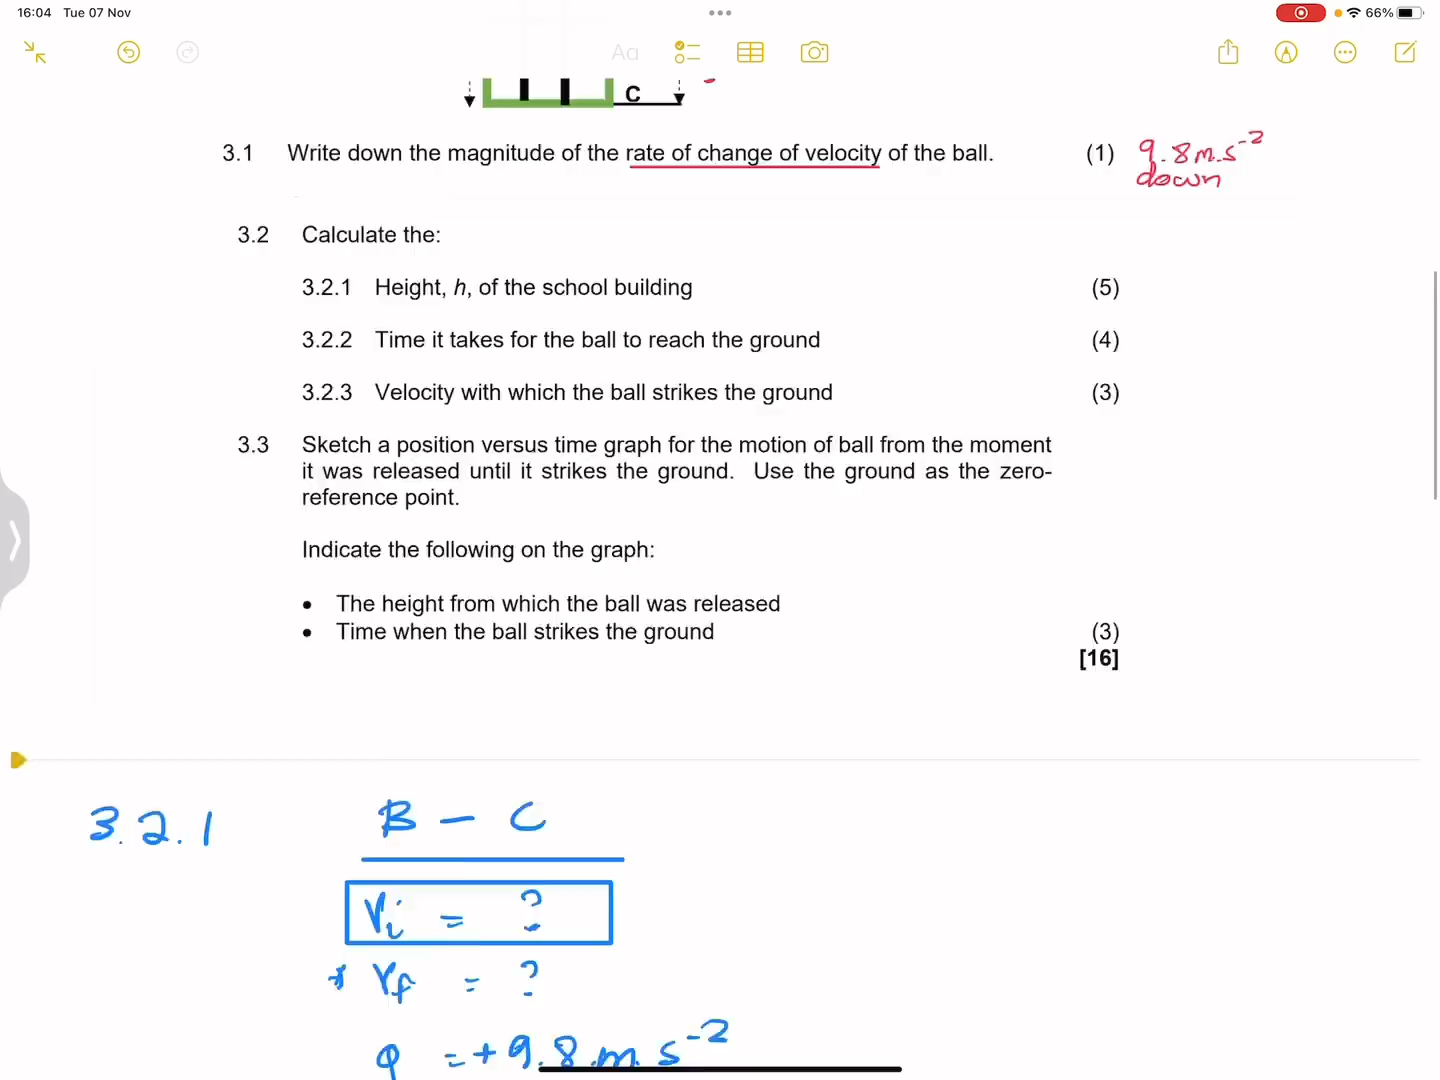 16:04 Tue 07 Nov
66%
Aa
C
3.1 Write down the magnitude of the rate of change of velocity of the ball. (1) 9.8m.s⁻²
down
3.2 Calculate the:
3.2.1 Height, h, of the school building (5)
3.2.2 Time it takes for the ball to reach the ground (4)
3.2.3 Velocity with which the ball strikes the ground (3)
3.3 Sketch a position versus time graph for the motion of ball from the moment
it was released until it strikes the ground. Use the ground as the zero-
reference point.
Indicate the following on the graph:
• The height from which the ball was released
• Time when the ball strikes the ground (3)
[16]
3.2.1 B - C
Vi = ?
* Vf = ?
a = +9.8 m.s⁻²